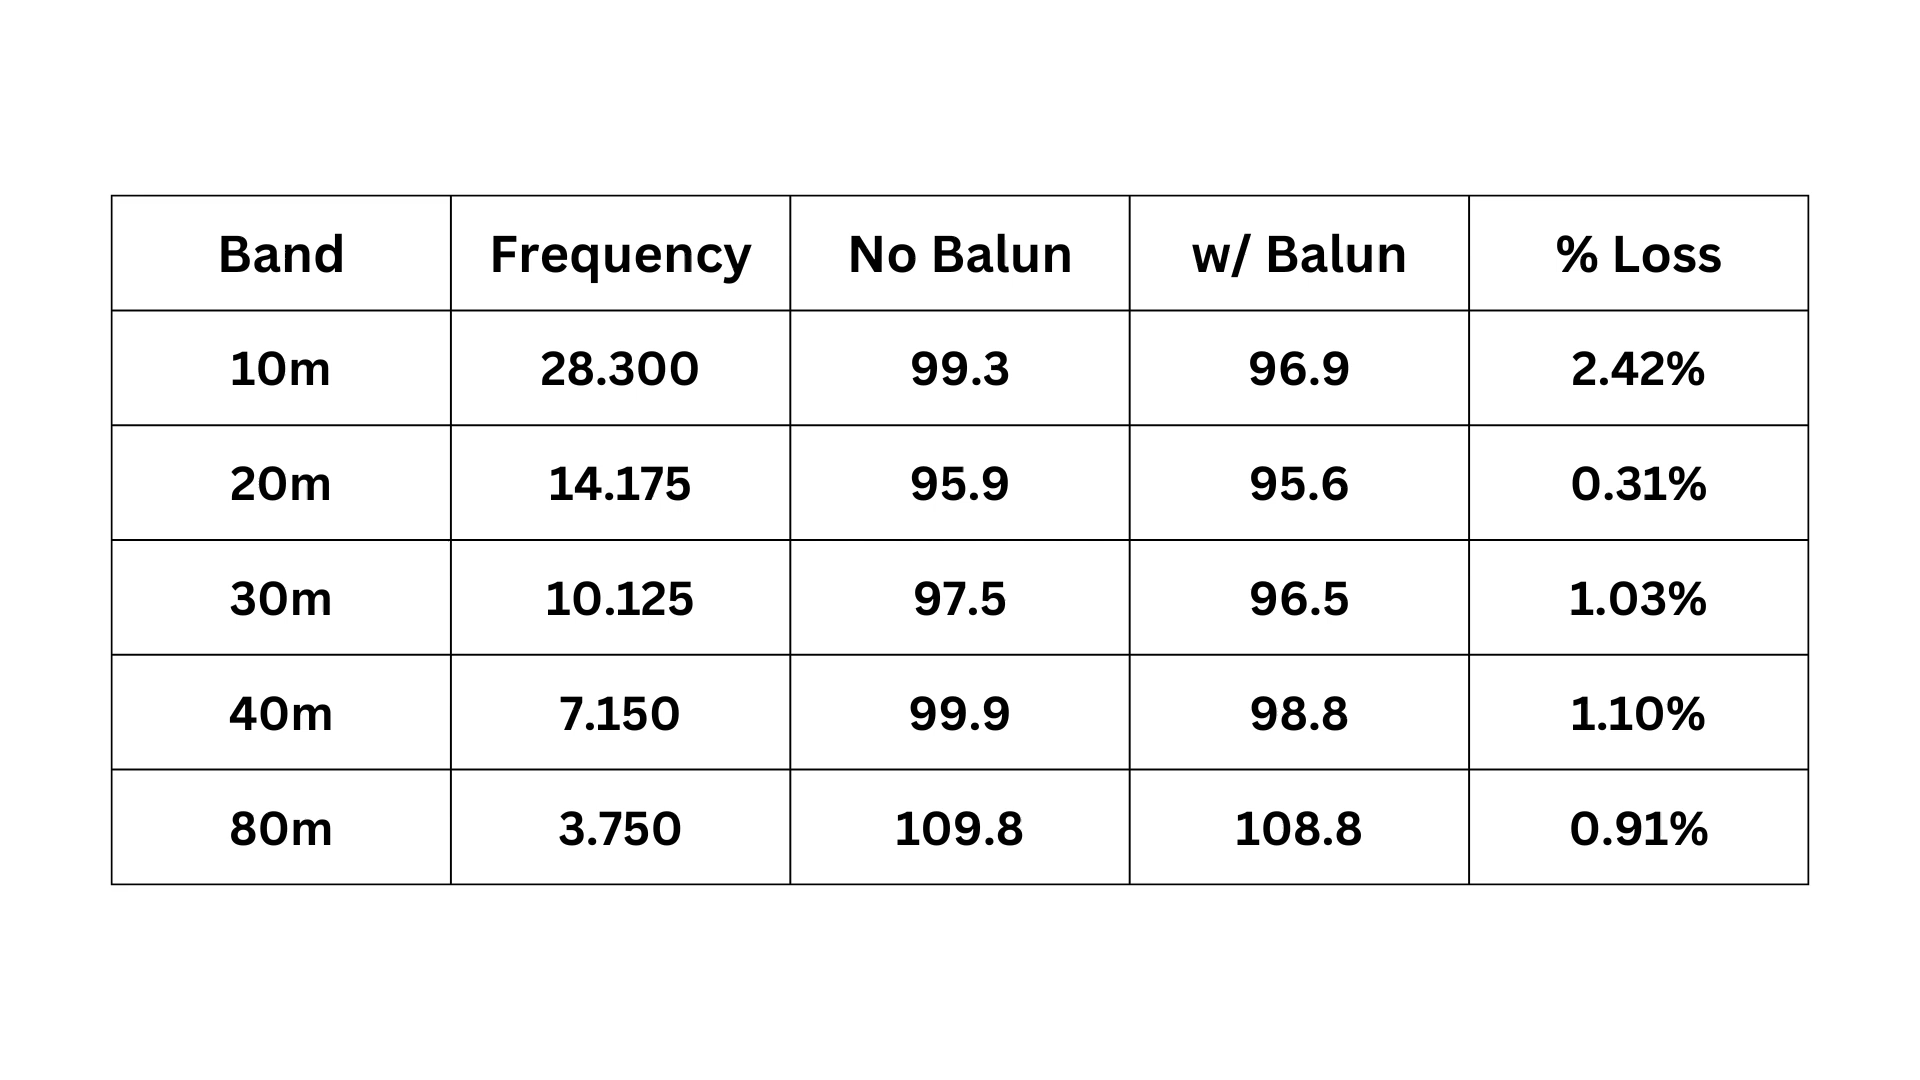 Band Frequency No Balun w/ Balun % Loss
10m 28.300 99.3 96.9 2.42%
20m 14.175 95.9 95.6 0.31%
30m 10.125 97.5 96.5 1.03%
40m 7.150 99.9 98.8 1.10%
80m 3.750 109.8 108.8 0.91%